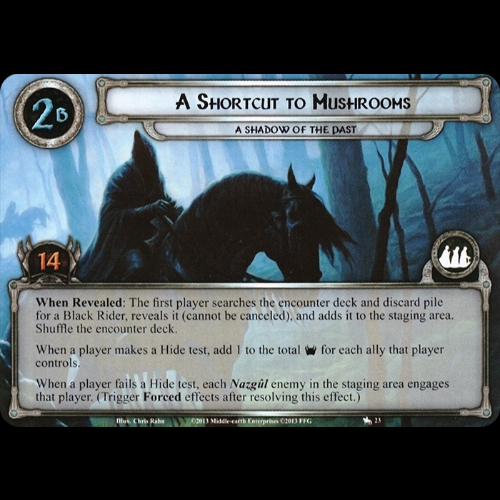 2B
A Shortcut to Mushrooms
A Shadow of the Past
14
When Revealed: The first player searches the encounter deck and discard pile
for a Black Rider, reveals it (cannot be canceled), and adds it to the staging area.
Shuffle the encounter deck.
When a player makes a Hide test, add 1 to the total for each ally that player
controls.
When a player fails a Hide test, each Nazgûl enemy in the staging area engages
that player. (Trigger Forced effects after resolving this effect.)
Illus. Chris Rahn ©2013 Middle-earth Enterprises ©2013 FFG 23